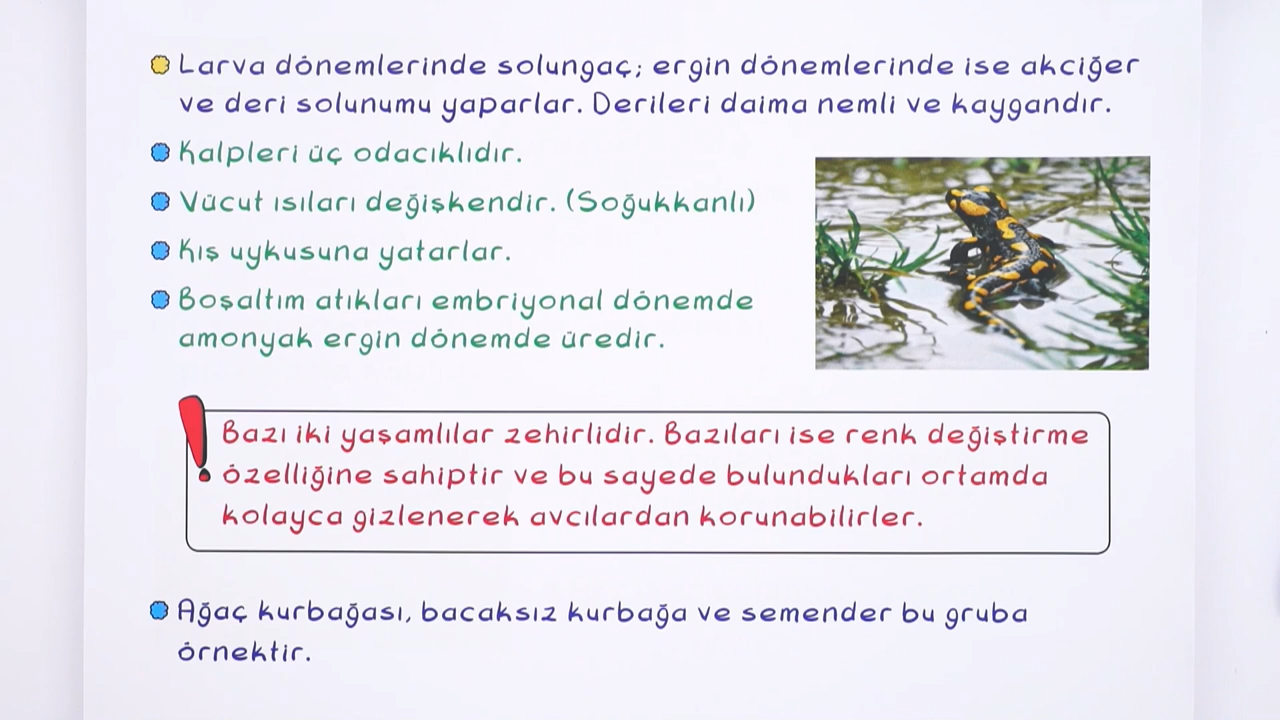 Larva dönemlerinde solungaç; ergin dönemlerinde ise akciğer
ve deri solunumu yaparlar. Derileri daima nemli ve kaygandır.
Kalpleri üç odacıklıdır.
Vücut ısıları değişkendir. (Soğukkanlı)
Kış uykusuna yatarlar.
Boşaltım atıkları embriyonal dönemde
amonyak ergin dönemde üredir.
Bazı iki yaşamlılar zehirlidir. Bazıları ise renk değiştirme
özelliğine sahiptir ve bu sayede bulundukları ortamda
kolayca gizlenerek avcılardan korunabilirler.
Ağaç kurbağası, bacaksız kurbağa ve semender bu gruba
örnektir.